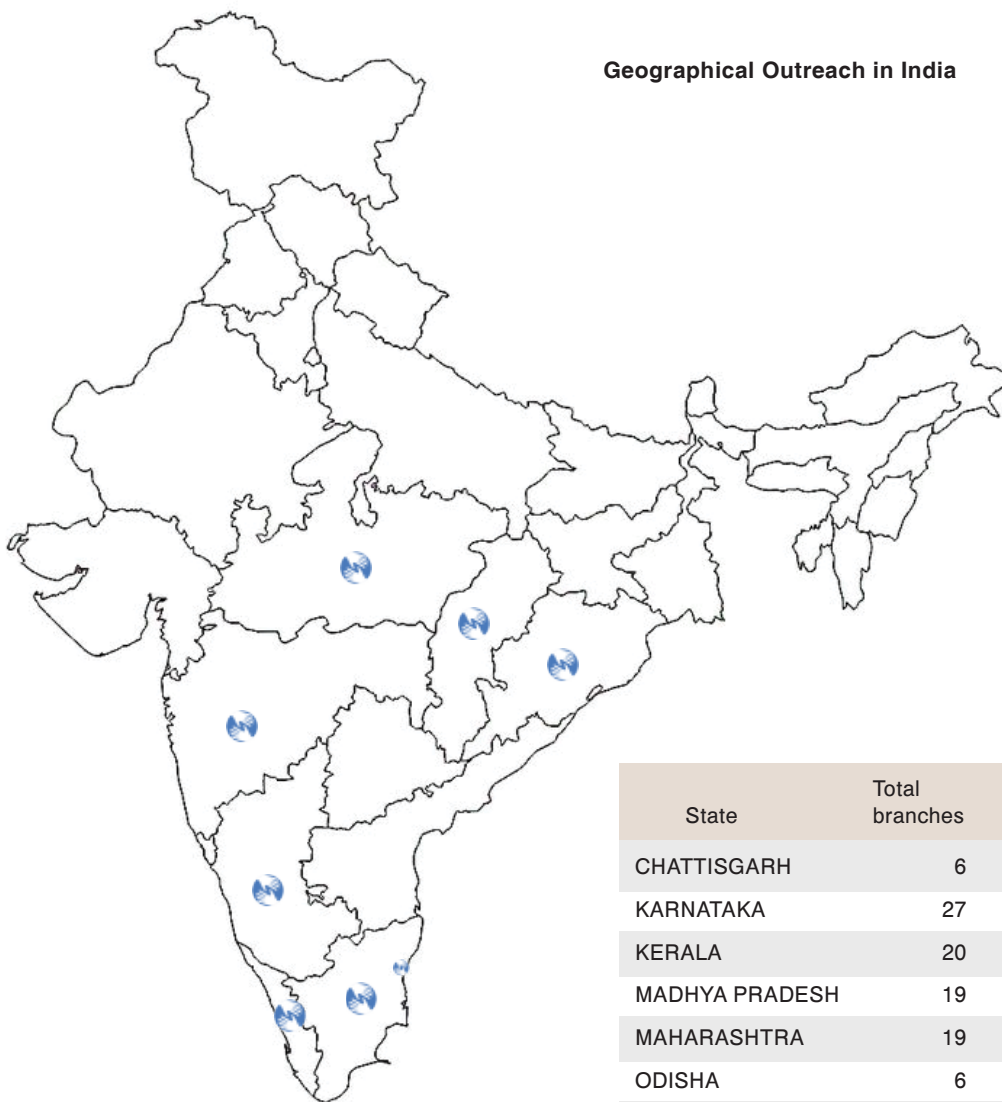 Geographical Outreach in India
State Total branches
CHATTISGARH 6
KARNATAKA 27
KERALA 20
MADHYA PRADESH 19
MAHARASHTRA 19
ODISHA 6